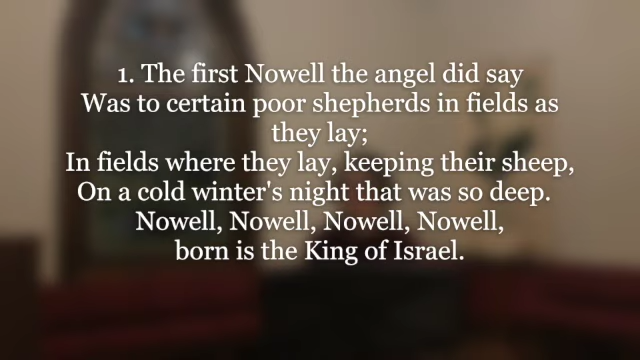 1. The first Nowell the angel did say
Was to certain poor shepherds in fields as
they lay;
In fields where they lay, keeping their sheep,
On a cold winter's night that was so deep.
Nowell, Nowell, Nowell, Nowell,
born is the King of Israel.